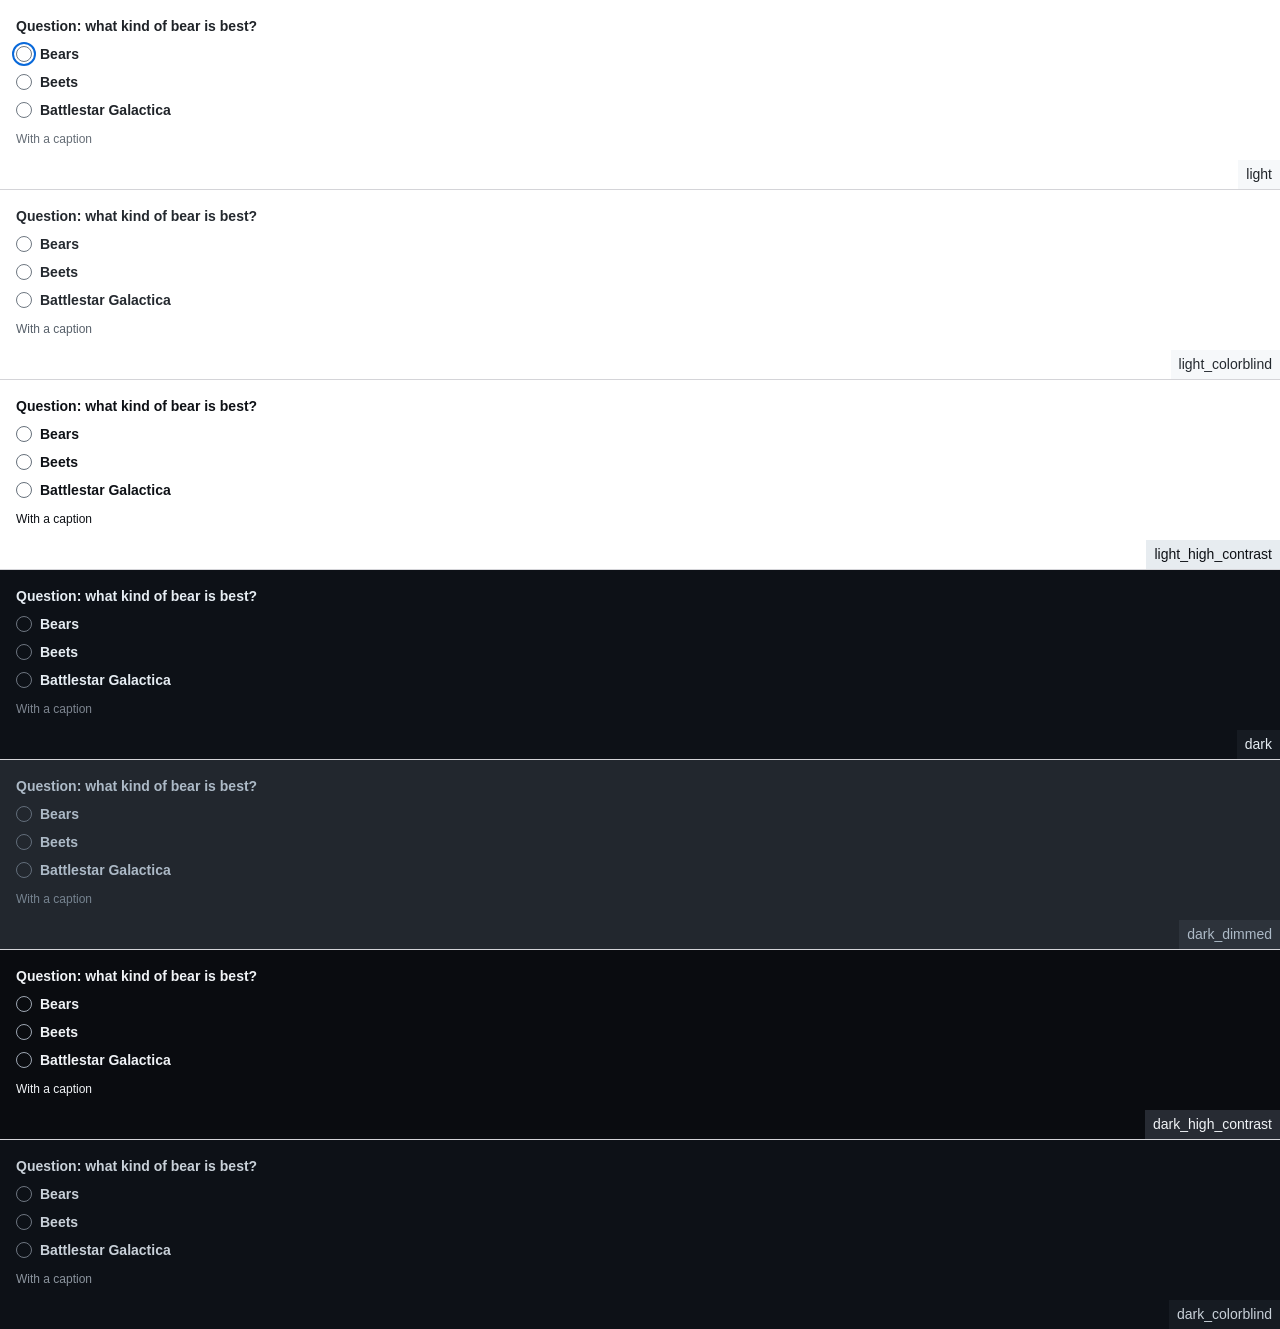 Question: what kind of bear is best?
Bears
Beets
Battlestar Galactica
With a caption
light
Question: what kind of bear is best?
Bears
Beets
Battlestar Galactica
With a caption
light_colorblind
Question: what kind of bear is best?
Bears
Beets
Battlestar Galactica
With a caption
light_high_contrast
Question: what kind of bear is best?
Bears
Beets
Battlestar Galactica
With a caption
dark
Question: what kind of bear is best?
Bears
Beets
Battlestar Galactica
With a caption
dark_dimmed
Question: what kind of bear is best?
Bears
Beets
Battlestar Galactica
With a caption
dark_high_contrast
Question: what kind of bear is best?
Bears
Beets
Battlestar Galactica
With a caption
dark_colorblind